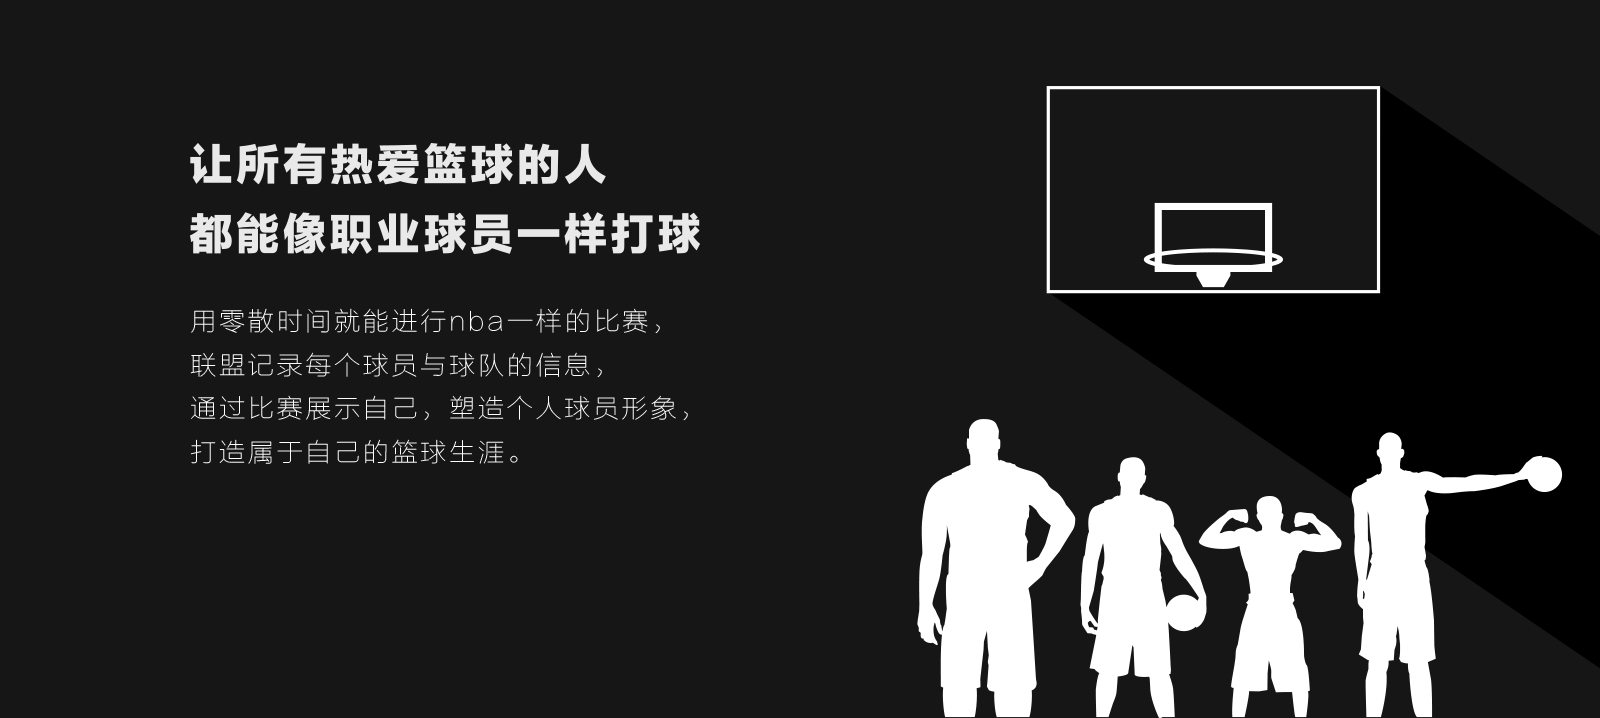 让所有热爱篮球的人
都能像职业球员一样打球
用零散时间就能进行nba一样的比赛，
联盟记录每个球员与球队的信息，
通过比赛展示自己，塑造个人球员形象，
打造属于自己的篮球生涯。